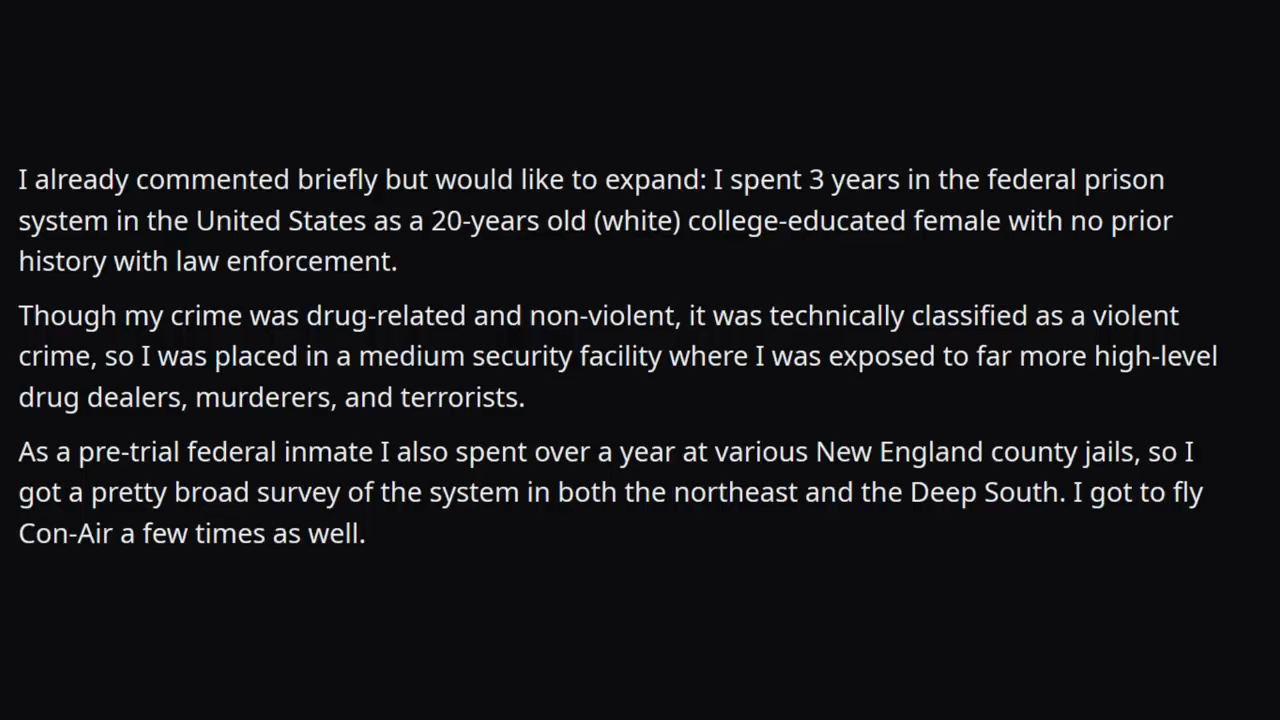 I already commented briefly but would like to expand: I spent 3 years in the federal prison
system in the United States as a 20-years old (white) college-educated female with no prior
history with law enforcement.
Though my crime was drug-related and non-violent, it was technically classified as a violent
crime, so I was placed in a medium security facility where I was exposed to far more high-level
drug dealers, murderers, and terrorists.
As a pre-trial federal inmate I also spent over a year at various New England county jails, so I
got a pretty broad survey of the system in both the northeast and the Deep South. I got to fly
Con-Air a few times as well.